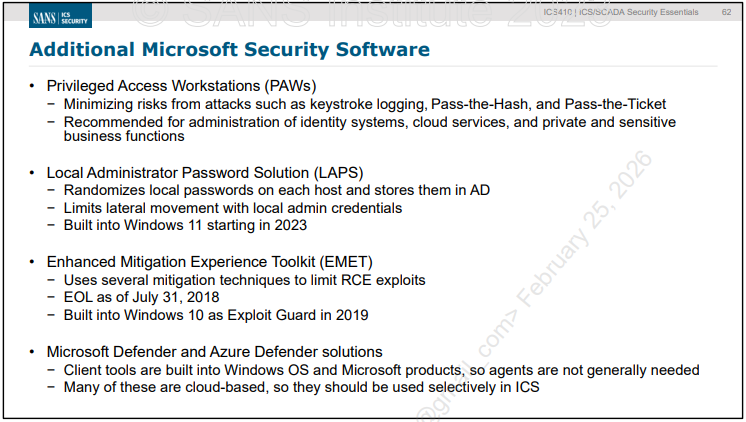 © SANS Institute 2026
SANS | ICS SECURITY
ICS410 | ICS/SCADA Security Essentials 62
Additional Microsoft Security Software
• Privileged Access Workstations (PAWs)
− Minimizing risks from attacks such as keystroke logging, Pass-the-Hash, and Pass-the-Ticket
− Recommended for administration of identity systems, cloud services, and private and sensitive
business functions
• Local Administrator Password Solution (LAPS)
− Randomizes local passwords on each host and stores them in AD
− Limits lateral movement with local admin credentials
− Built into Windows 11 starting in 2023
• Enhanced Mitigation Experience Toolkit (EMET)
− Uses several mitigation techniques to limit RCE exploits
− EOL as of July 31, 2018
− Built into Windows 10 as Exploit Guard in 2019
• Microsoft Defender and Azure Defender solutions
− Client tools are built into Windows OS and Microsoft products, so agents are not generally needed
− Many of these are cloud-based, so they should be used selectively in ICS
@gmail_com> February 25, 2026